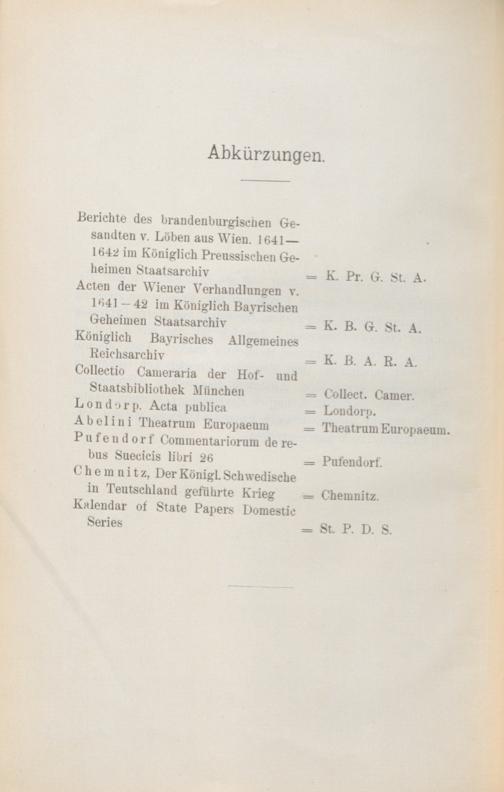 Abkürzungen.
Berichte des brandenburgischen Ge-
sandten v. Löben aus Wien. 1641—
1642 im Königlich Preussischen Ge-
heimen Staatsarchiv = K. Pr. G. St. A.
Acten der Wiener Verhandlungen v.
1641 – 42 im Königlich Bayrischen
Geheimen Staatsarchiv = K. B. G. St. A.
Königlich Bayrisches Allgemeines
Reichsarchiv = K. B. A. R. A.
Collectio Cameraria der Hof- und
Staatsbibliothek München = Collect. Camer.
Londorp. Acta publica = Londorp.
Abelini Theatrum Europaeum = Theatrum Europaeum.
Pufendorf Commentariorum de re-
bus Suecicis libri 26 = Pufendorf.
Chemnitz, Der Königl. Schwedische
in Teutschland geführte Krieg = Chemnitz.
Kalendar of State Papers Domestic
Series = St. P. D. S.